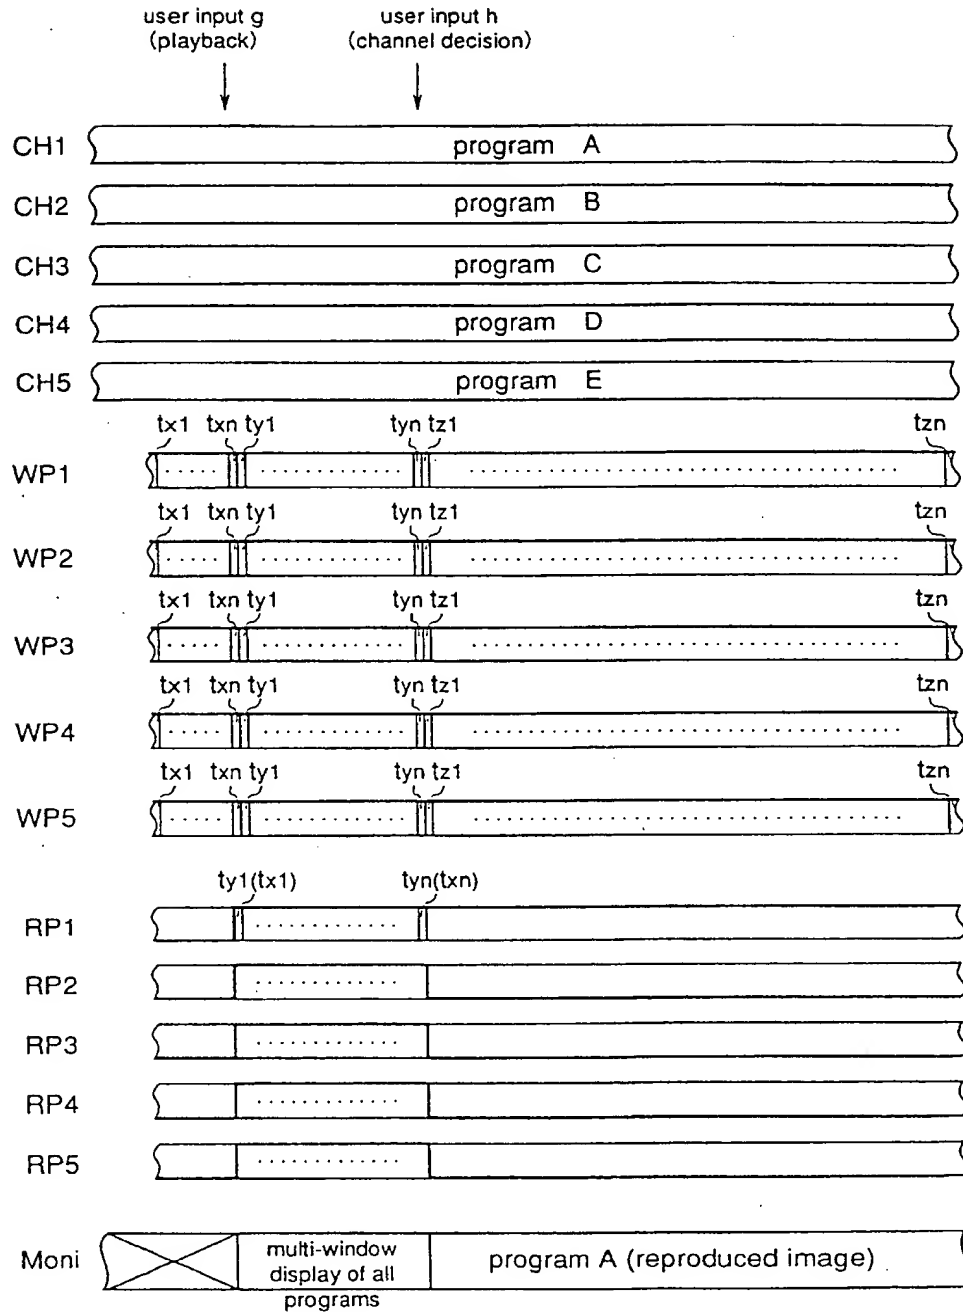 user input g
(playback)
user input h
(channel decision)
CH1
program A
CH2
program B
CH3
program C
CH4
program D
CH5
program E
tx1 txn ty1 tyn tz1 tzn
WP1
tx1 txn ty1 tyn tz1 tzn
WP2
tx1 txn ty1 tyn tz1 tzn
WP3
tx1 txn ty1 tyn tz1 tzn
WP4
tx1 txn ty1 tyn tz1 tzn
WP5
ty1(tx1) tyn(txn)
RP1
RP2
RP3
RP4
RP5
Moni
multi-window
display of all
programs
program A (reproduced image)